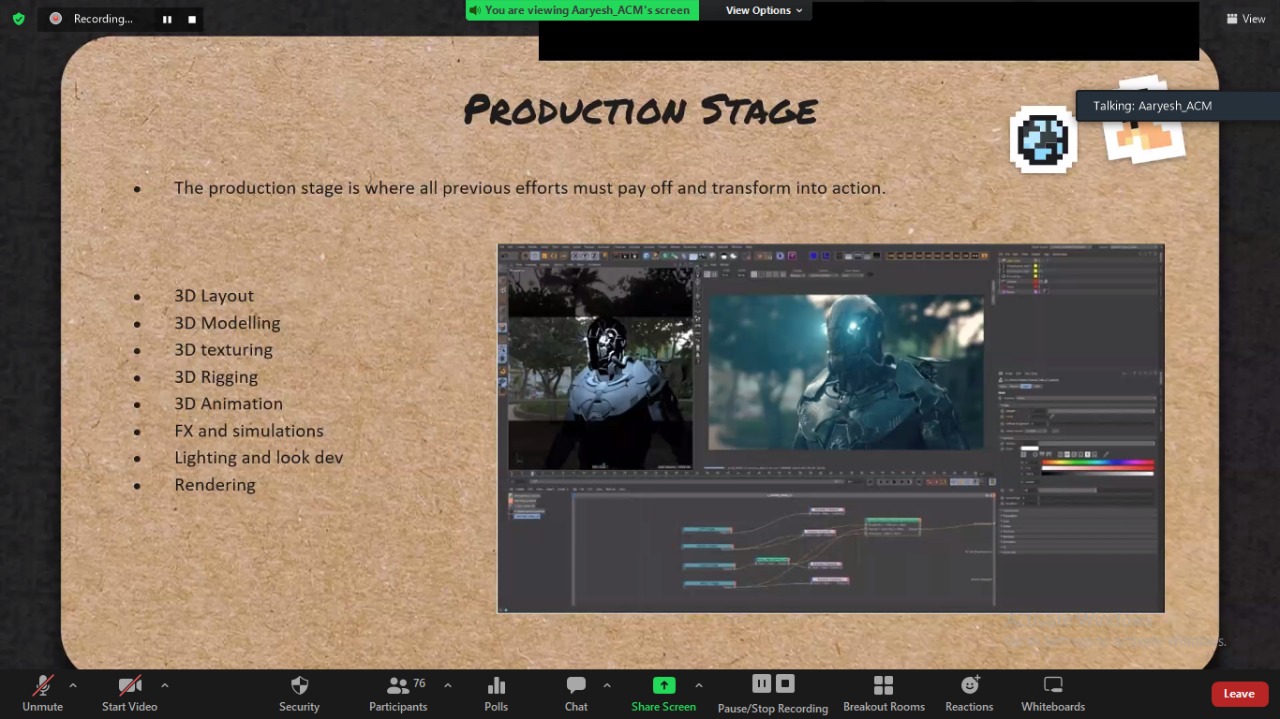 Recording...
You are viewing Aaryesh_ACM's screen
View Options
View
Talking: Aaryesh_ACM
Production Stage
• The production stage is where all previous efforts must pay off and transform into action.
• 3D Layout
• 3D Modelling
• 3D texturing
• 3D Rigging
• 3D Animation
• FX and simulations
• Lighting and look dev
• Rendering
Unmute
Start Video
Security
Participants
76
Polls
Chat
Share Screen
Pause/Stop Recording
Breakout Rooms
Reactions
Whiteboards
Leave